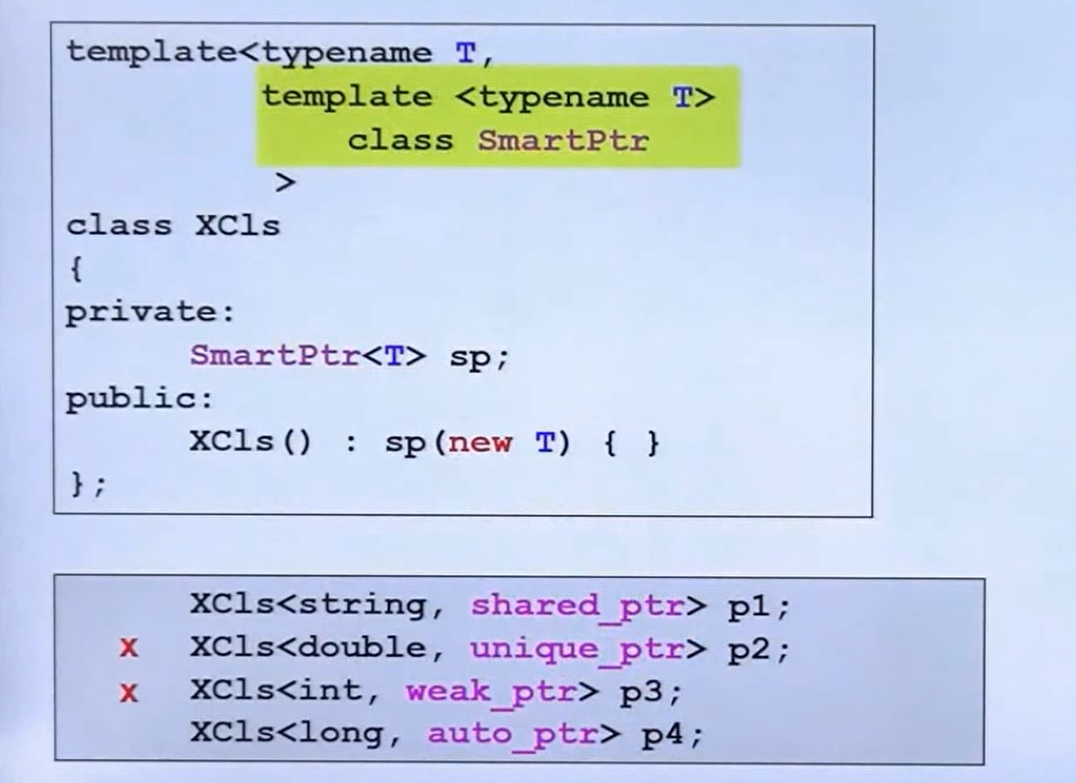 template<typename T,
template <typename T>
class SmartPtr
>
class XCls
{
private:
SmartPtr<T> sp;
public:
XCls() : sp(new T) { }
};
XCls<string, shared_ptr> p1;
x XCls<double, unique_ptr> p2;
x XCls<int, weak_ptr> p3;
XCls<long, auto_ptr> p4;